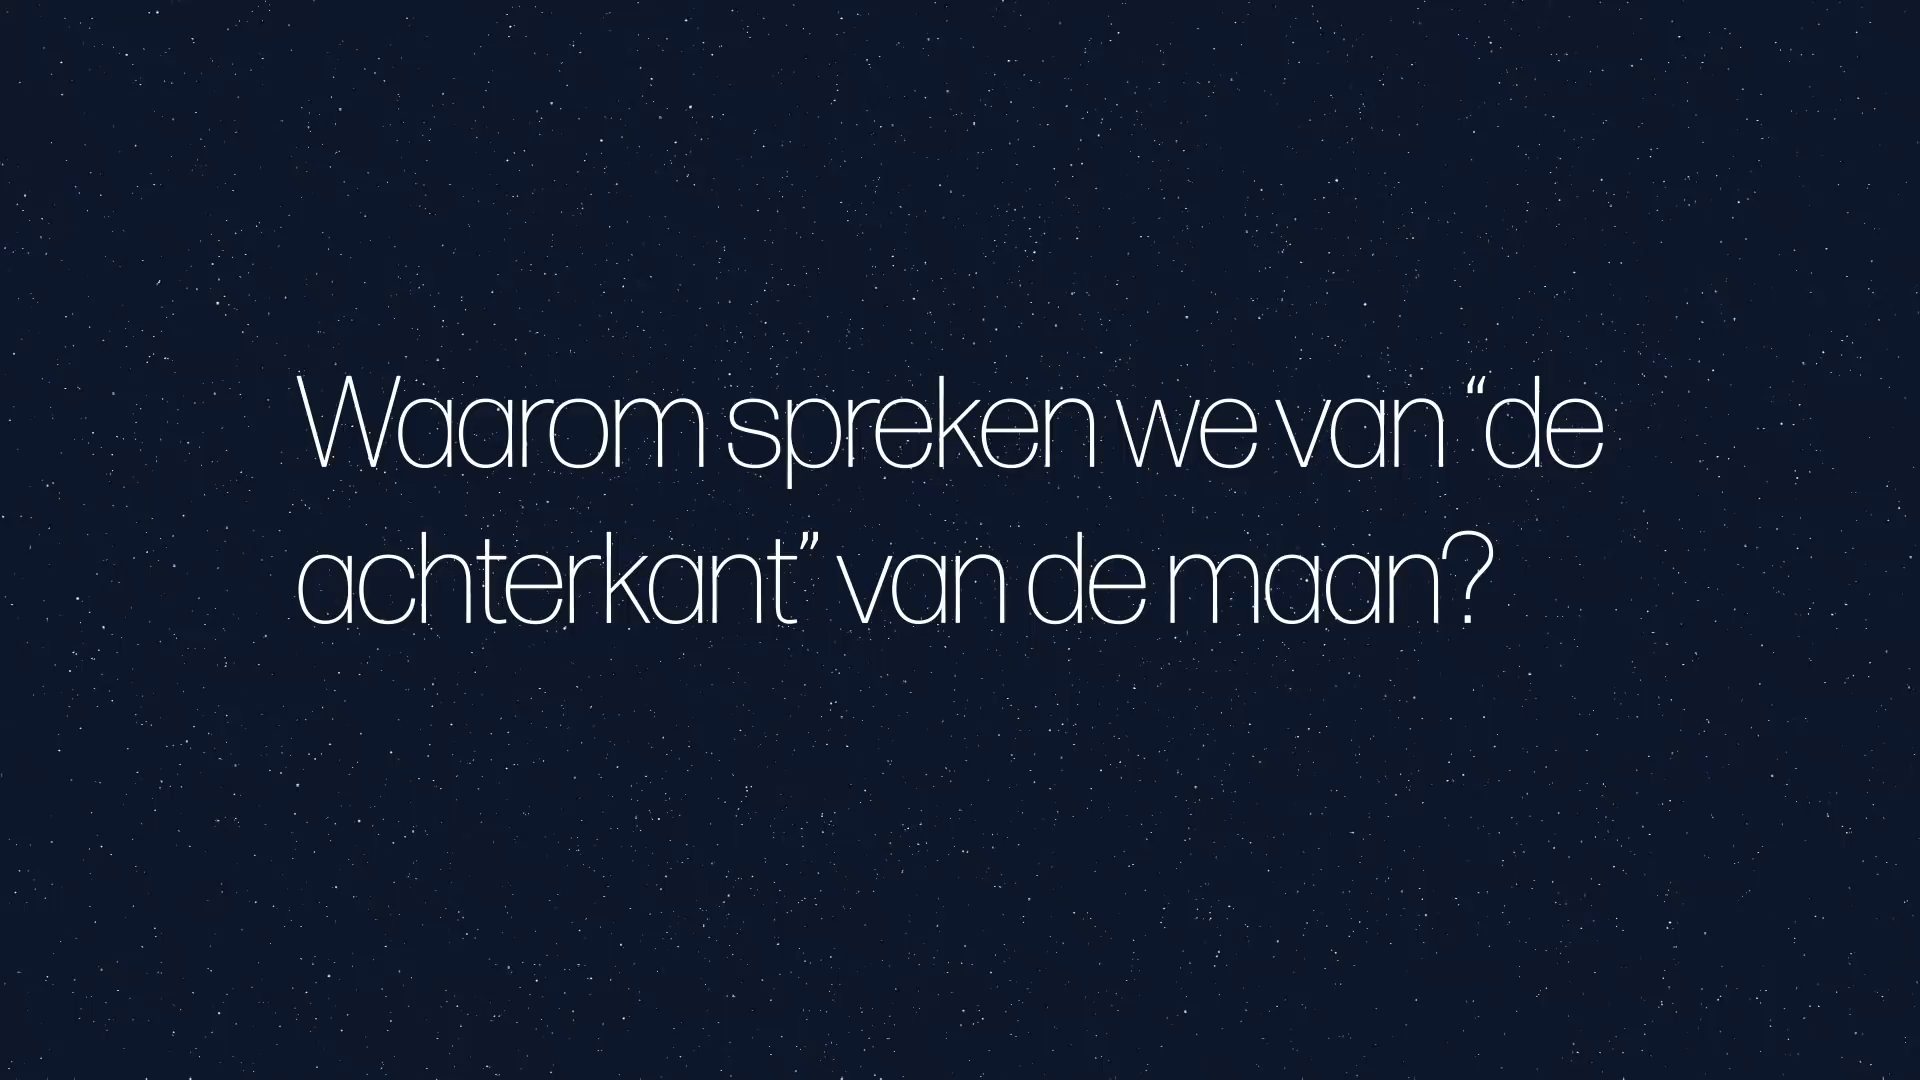 Waarom spreken we van “de
achterkant” van de maan?